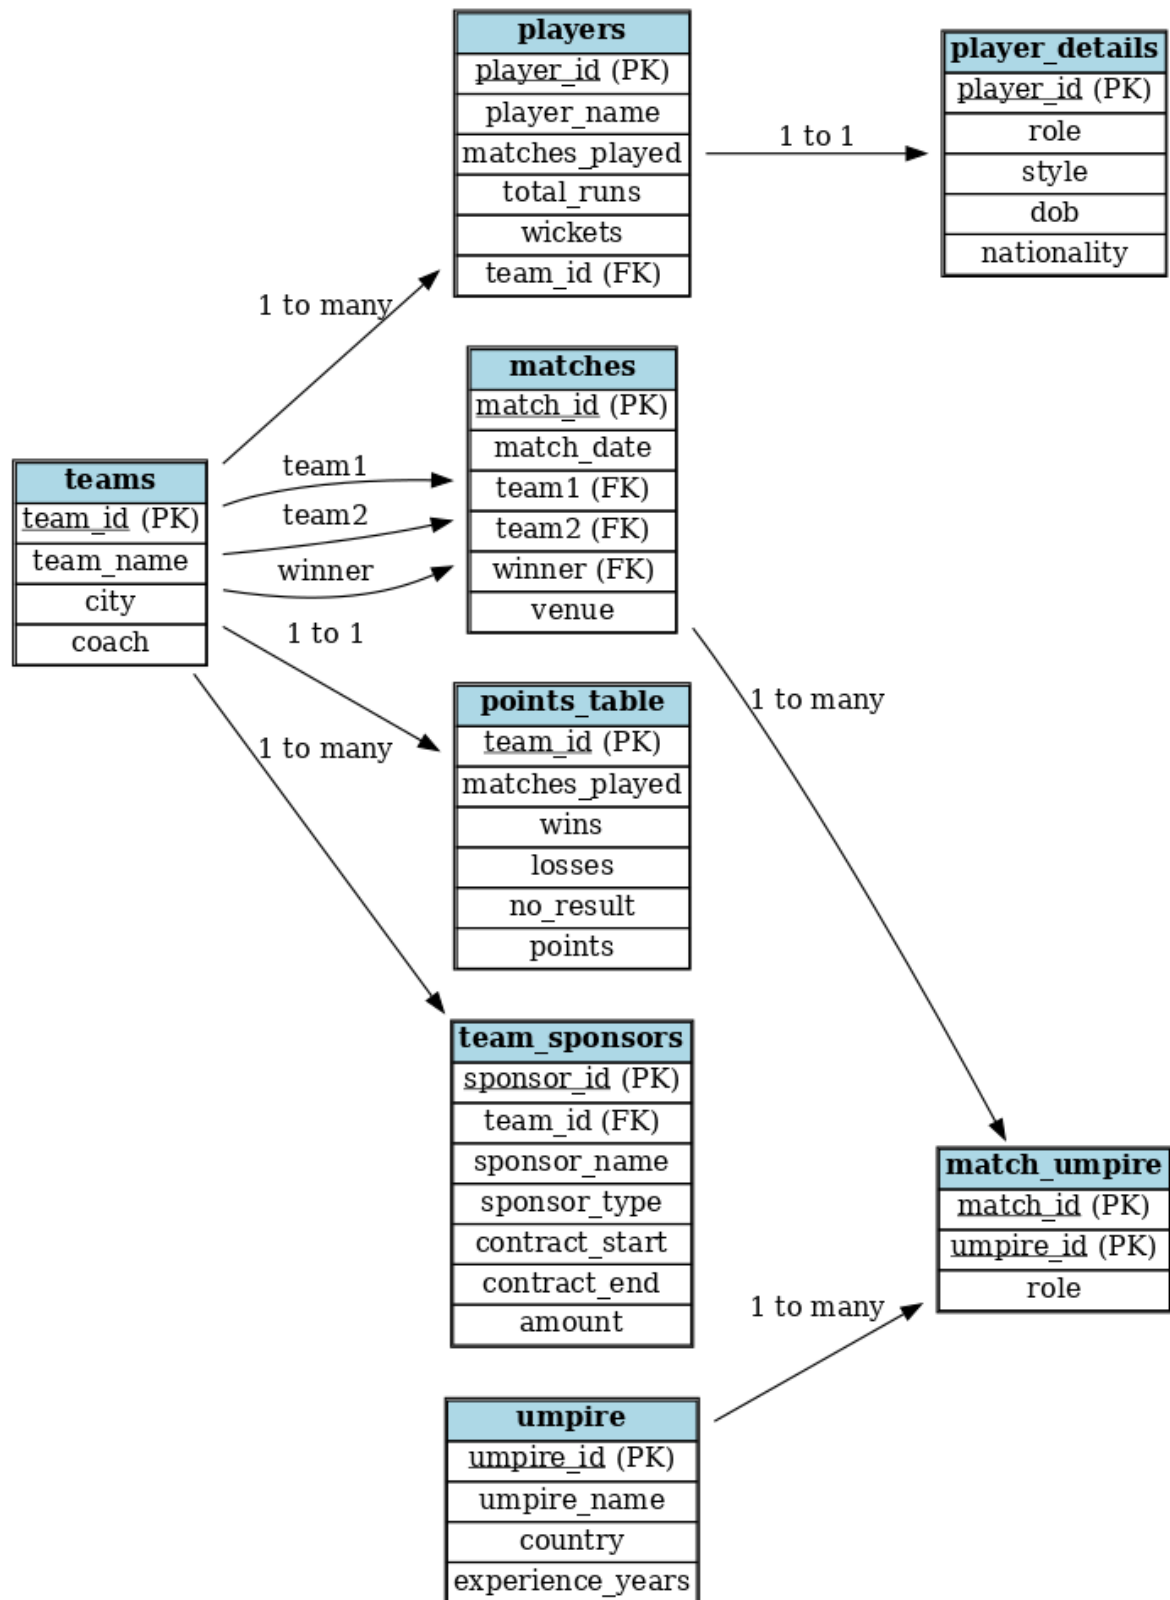 players
player_id (PK)
player_name
matches_played
total_runs
wickets
team_id (FK)
1 to 1
player_details
player_id (PK)
role
style
dob
nationality
1 to many
matches
match_id (PK)
match_date
team1 (FK)
team2 (FK)
winner (FK)
venue
teams
team_id (PK)
team_name
city
coach
team1
team2
winner
1 to 1
1 to many
points_table
team_id (PK)
matches_played
wins
losses
no_result
points
1 to many
team_sponsors
sponsor_id (PK)
team_id (FK)
sponsor_name
sponsor_type
contract_start
contract_end
amount
match_umpire
match_id (PK)
umpire_id (PK)
role
1 to many
umpire
umpire_id (PK)
umpire_name
country
experience_years